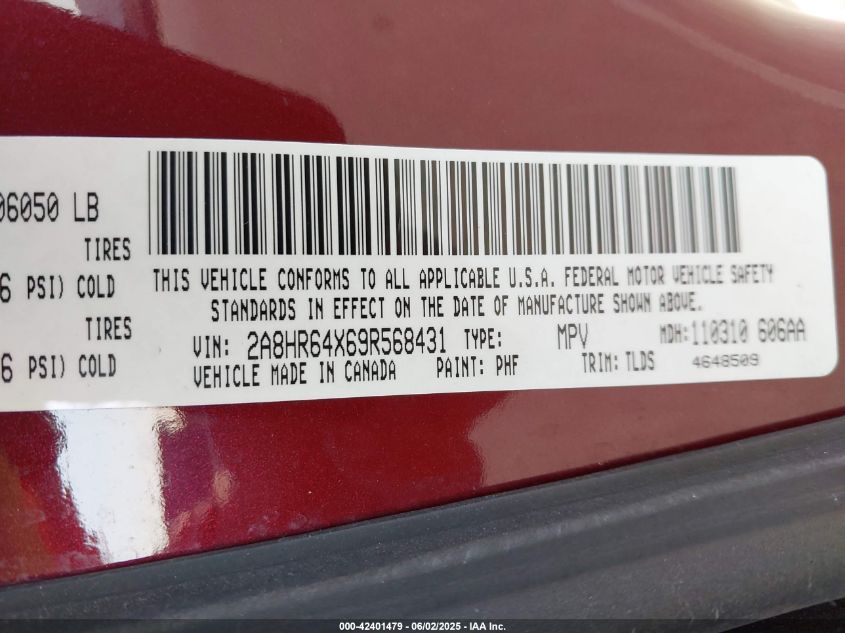 06050 LB
TIRES
6 PSI) COLD
TIRES
6 PSI) COLD
THIS VEHICLE CONFORMS TO ALL APPLICABLE U.S.A. FEDERAL MOTOR VEHICLE SAFETY
STANDARDS IN EFFECT ON THE DATE OF MANUFACTURE SHOWN ABOVE.
VIN: 2A8HR64X69R568431 TYPE: MPV MDH: 110310 606AA
VEHICLE MADE IN CANADA PAINT: PHF TRIM: TLDS 4648509
000-42401479 - 06/02/2025 - IAA Inc.